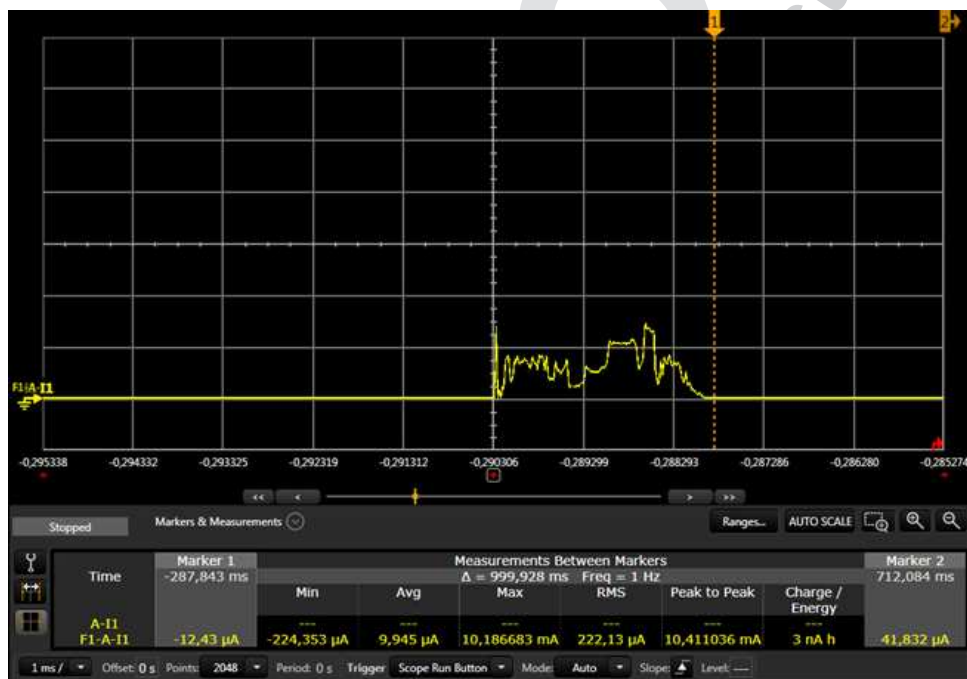 1 2
F1-A-I1
-0,295338 -0,294332 -0,293325 -0,292319 -0,291312 -0,290306 -0,289299 -0,288293 -0,287286 -0,286280 -0,285274
<< < > >>
Stopped Markers & Measurements Ranges... AUTO SCALE
Marker 1 Measurements Between Markers Marker 2
Time -287,843 ms Δ = 999,928 ms Freq = 1 Hz 712,084 ms
Min Avg Max RMS Peak to Peak Charge / Energy
A-I1 --- --- --- --- --- ---
F1-A-I1 -12,43 µA -224,353 µA 9,945 µA 10,186683 mA 222,13 µA 10,411036 mA 3 nA h 41,832 µA
1 ms / Offset: 0 s Points: 2048 Period: 0 s Trigger Scope Run Button Mode: Auto Slope: Level: ---